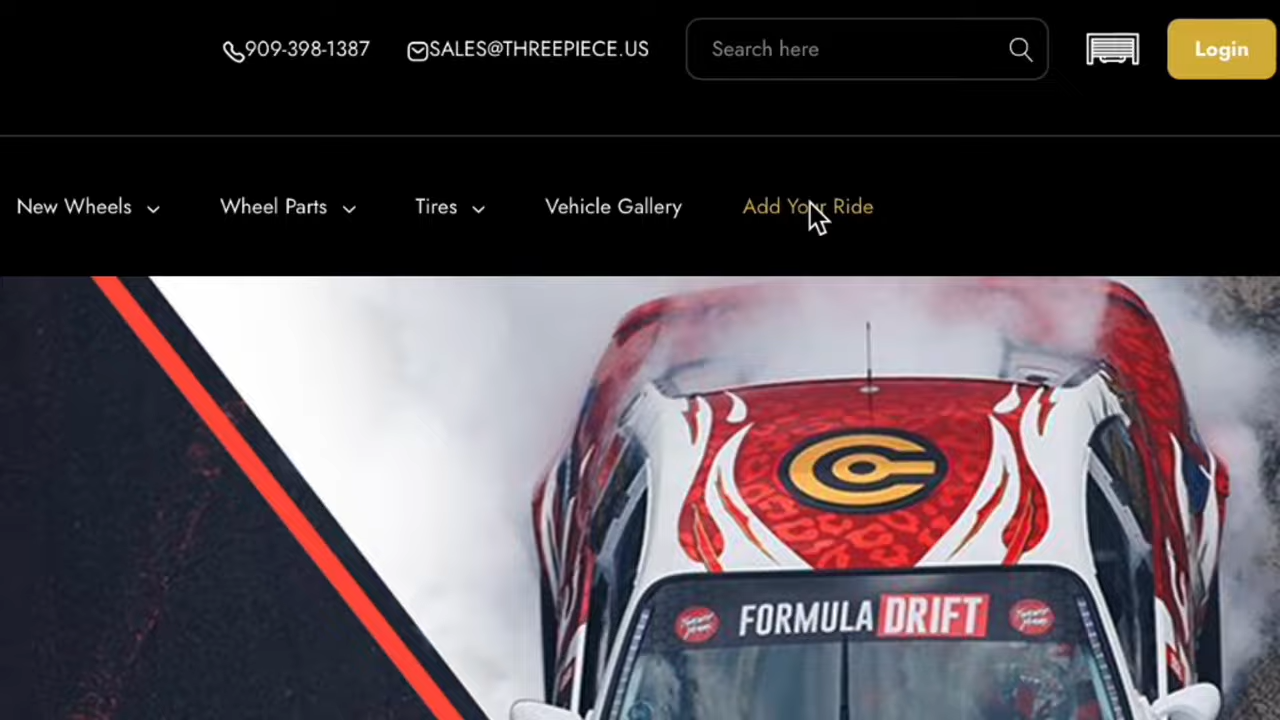 909-398-1387 SALES@THREEPIECE.US Search here Login
New Wheels Wheel Parts Tires Vehicle Gallery Add Your Ride
FORMULA DRIFT